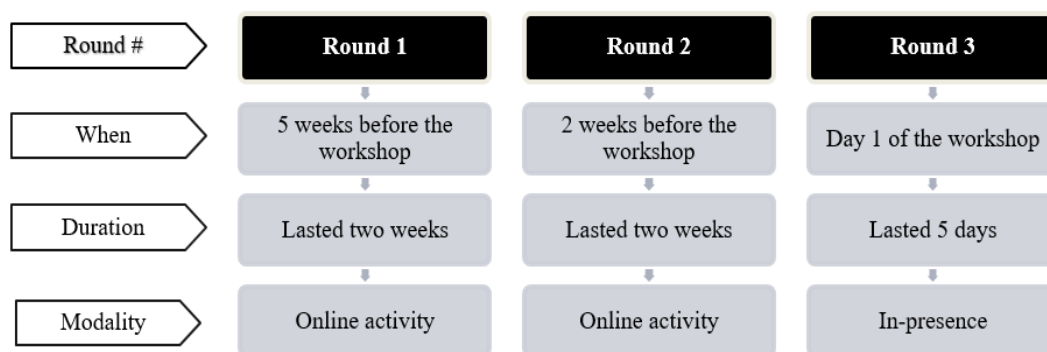 Round #
Round 1
Round 2
Round 3
When
5 weeks before the
workshop
2 weeks before the
workshop
Day 1 of the workshop
Duration
Lasted two weeks
Lasted two weeks
Lasted 5 days
Modality
Online activity
Online activity
In-presence